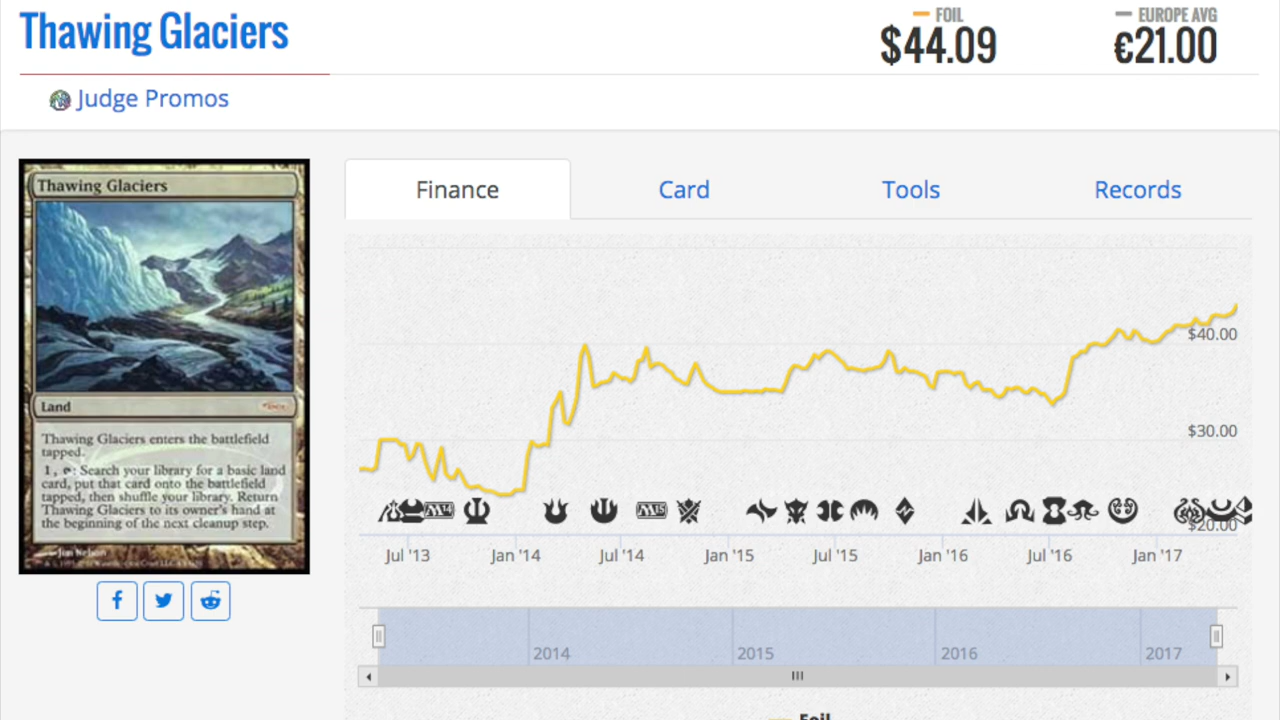 Thawing Glaciers
FOIL
$44.09
EUROPE AVG
€21.00
Judge Promos
Finance
Card
Tools
Records
Thawing Glaciers
Land
Thawing Glaciers enters the battlefield
tapped.
1, : Search your library for a basic land
card, put that card onto the battlefield
tapped, then shuffle your library. Return
Thawing Glaciers to its owner's hand at
the beginning of the next cleanup step.
Jim Nelson
$40.00
$30.00
$20.00
M14
M15
Jul '13
Jan '14
Jul '14
Jan '15
Jul '15
Jan '16
Jul '16
Jan '17
2014
2015
2016
2017
Foil